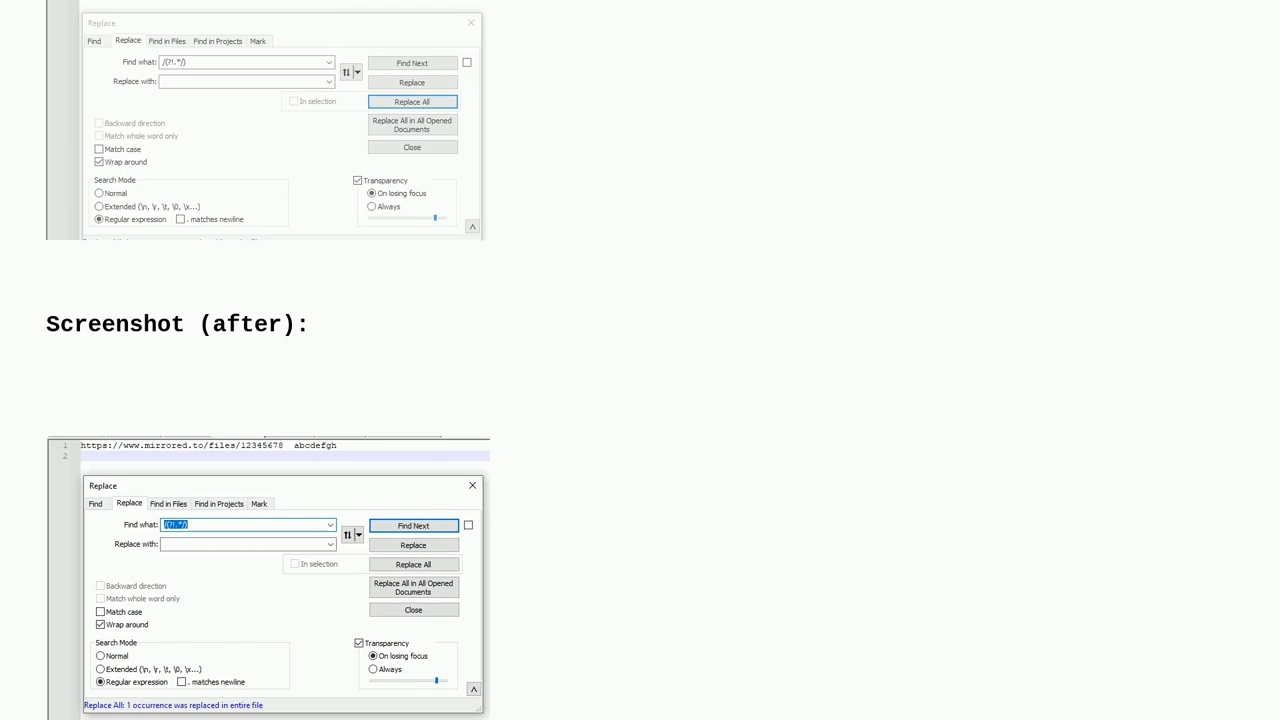 Replace
Find Replace Find in Files Find in Projects Mark
Find what: /(?!.*/) Find Next
Replace with: Replace
In selection Replace All
Replace All in All Opened Documents
Backward direction
Match whole word only
Close
Match case
Wrap around
Search Mode Transparency
Normal On losing focus
Extended (\n, \r, \t, \0, \x...) Always
Regular expression . matches newline
Screenshot (after):
1 https://www.mirrored.to/files/12345678 abcdefgh
2
Replace
Find Replace Find in Files Find in Projects Mark
Find what: /(?!.*/) Find Next
Replace with: Replace
In selection Replace All
Replace All in All Opened Documents
Backward direction
Match whole word only
Close
Match case
Wrap around
Search Mode Transparency
Normal On losing focus
Extended (\n, \r, \t, \0, \x...) Always
Regular expression . matches newline
Replace All: 1 occurrence was replaced in entire file